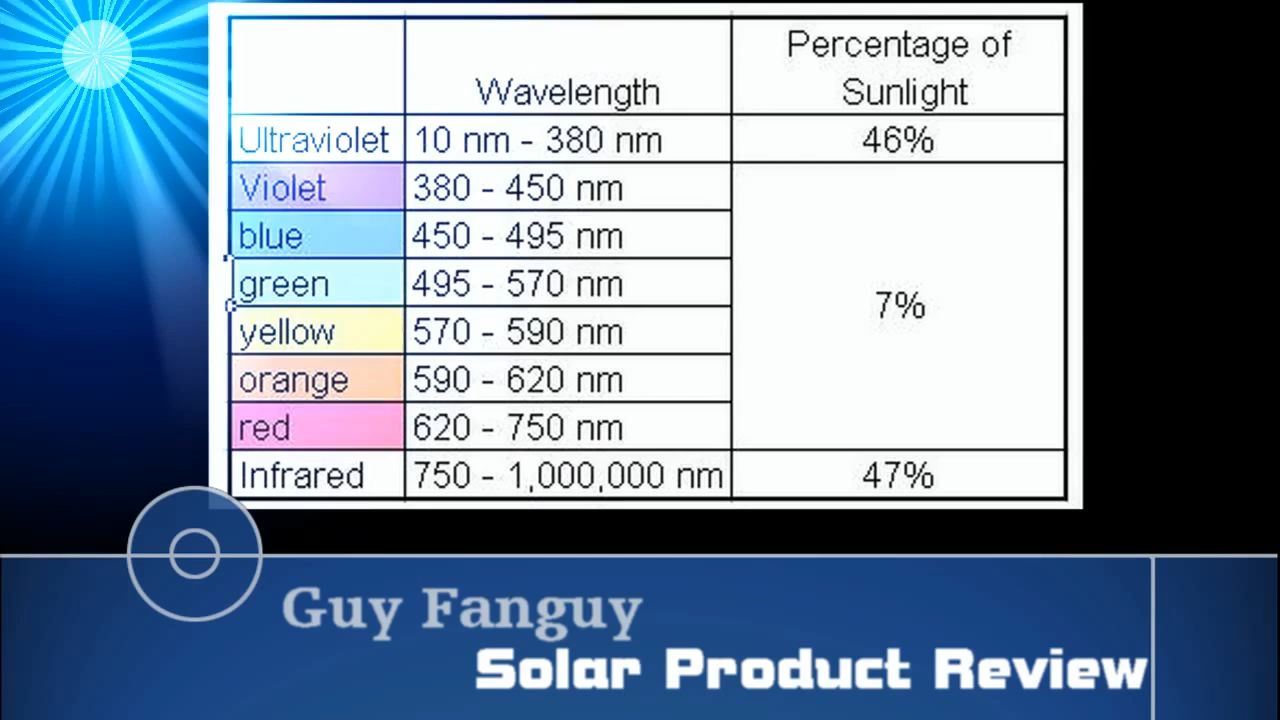 Percentage of
Wavelength Sunlight
Ultraviolet 10 nm - 380 nm 46%
Violet 380 - 450 nm
blue 450 - 495 nm
green 495 - 570 nm
7%
yellow 570 - 590 nm
orange 590 - 620 nm
red 620 - 750 nm
Infrared 750 - 1,000,000 nm 47%
Guy Fanguy
Solar Product Review